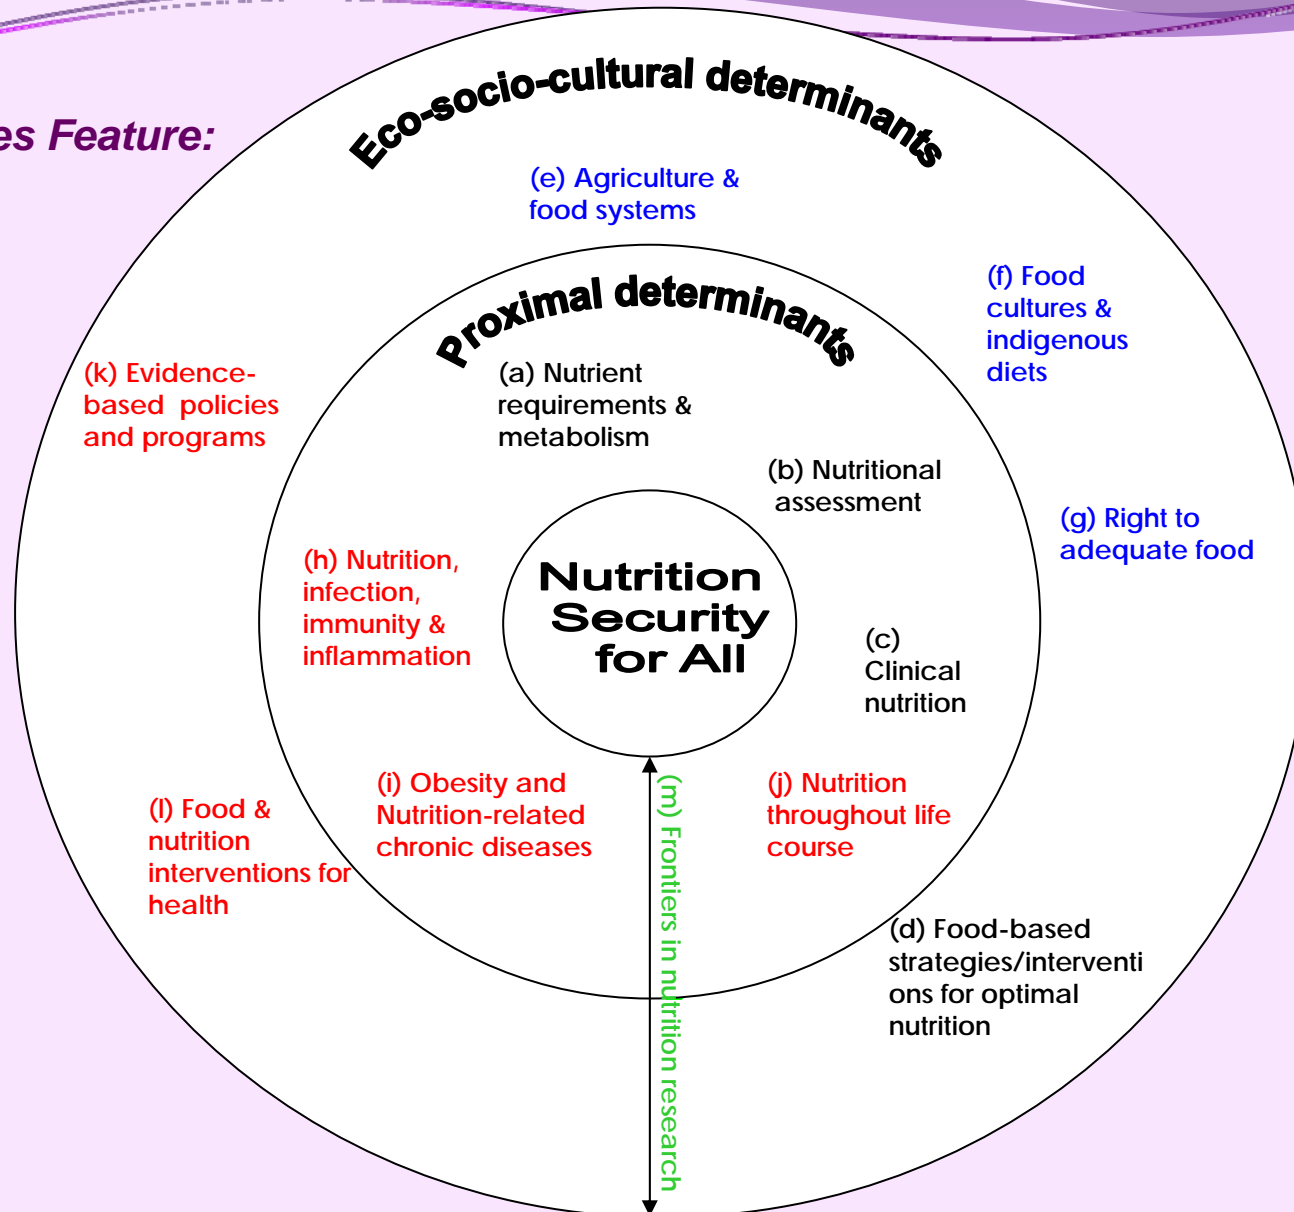 es Feature:
Eco-socio-cultural determinants
(e) Agriculture &
food systems
(f) Food
cultures &
indigenous
diets
Proximal determinants
(k) Evidence-
based policies
and programs
(a) Nutrient
requirements &
metabolism
(b) Nutritional
assessment
(g) Right to
adequate food
(h) Nutrition,
infection,
immunity &
inflammation
Nutrition
Security
for All
(c)
Clinical
nutrition
(i) Obesity and
Nutrition-related
chronic diseases
(m) Frontiers in nutrition research
(j) Nutrition
throughout life
course
(l) Food &
nutrition
interventions for
health
(d) Food-based
strategies/interventi
ons for optimal
nutrition